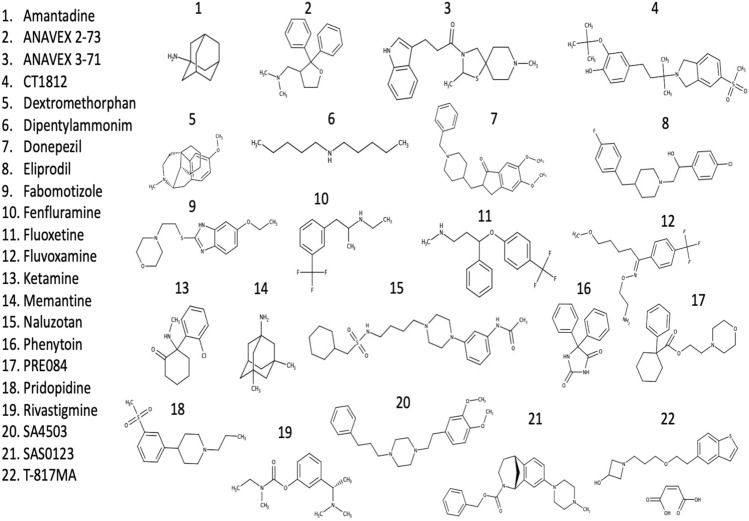 1. Amantadine
2. ANAVEX 2-73
3. ANAVEX 3-71
4 CT1812
5. Dextromethorphan
6. Dipentylammonim
7. Donepezil
8. Eliprodil
9. Fabomotizole
10. Fenfluramine
11. Fluoxetine
12. Fluvoxamine
13. Ketamine
14. Memantine
15. Naluzotan
16. Phenytoin
17. PRE084
18. Pridopidine
19. Rivastigmine
20. SA4503
21. SAS0123
22. T-817MA
1
2
3
4
5
6
7
8
9
10
11
12
13
14
15
16
17
18
19
20
21
22